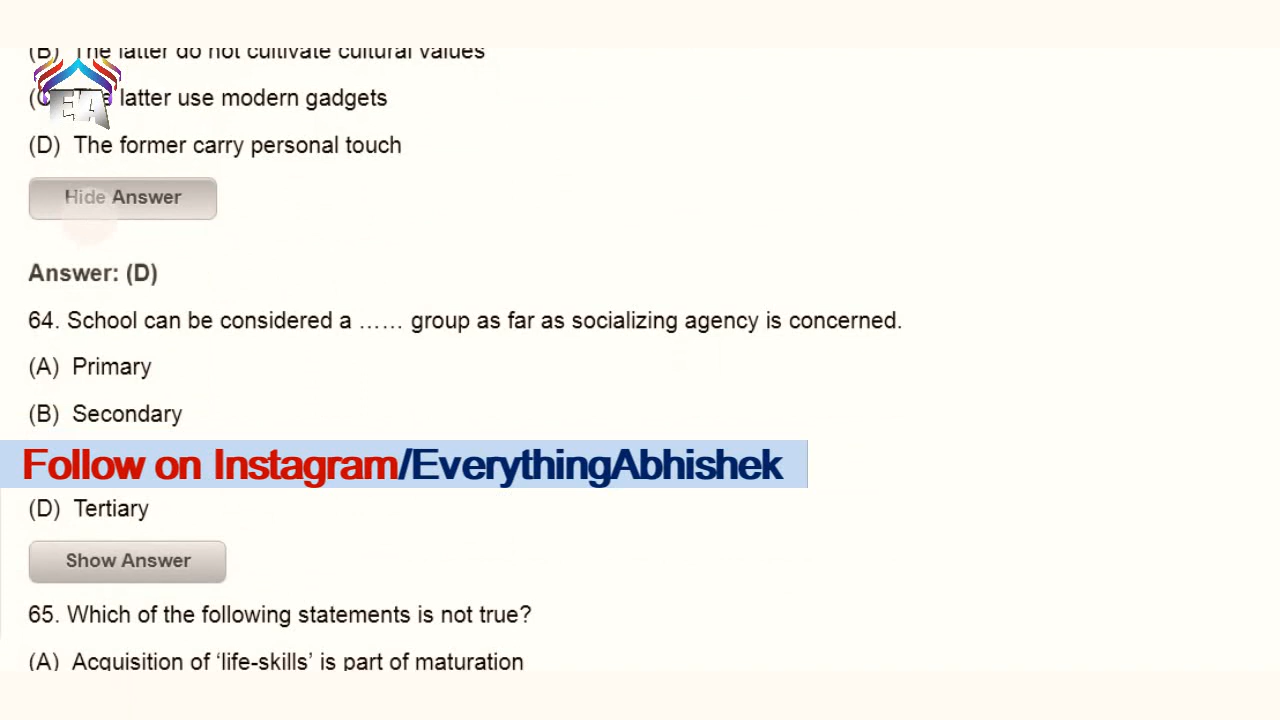 (B) The latter do not cultivate cultural values
latter use modern gadgets
(D) The former carry personal touch
Hide Answer
Answer: (D)
64. School can be considered a …… group as far as socializing agency is concerned.
(A) Primary
(B) Secondary
Follow on Instagram/EverythingAbhishek
(D) Tertiary
Show Answer
65. Which of the following statements is not true?
(A) Acquisition of ‘life-skills’ is part of maturation